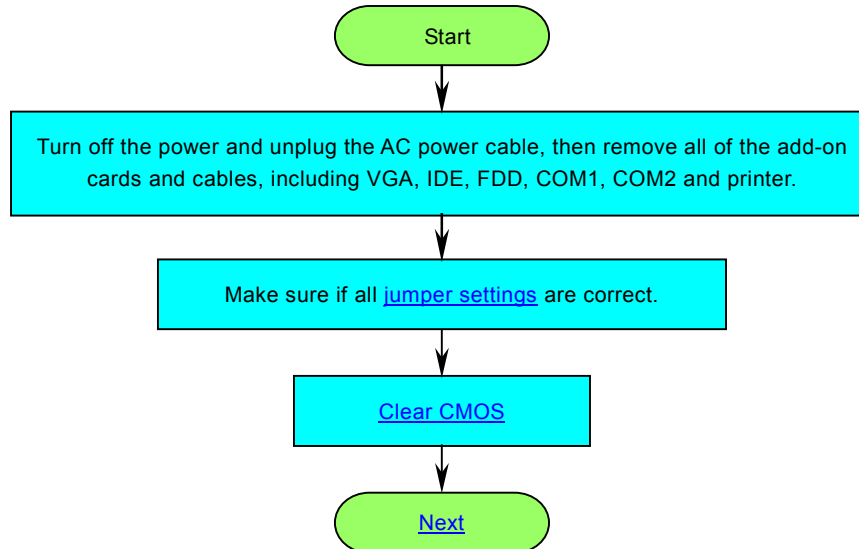 Start
Turn off the power and unplug the AC power cable, then remove all of the add-on
cards and cables, including VGA, IDE, FDD, COM1, COM2 and printer.
Make sure if all jumper settings are correct.
Clear CMOS
Next